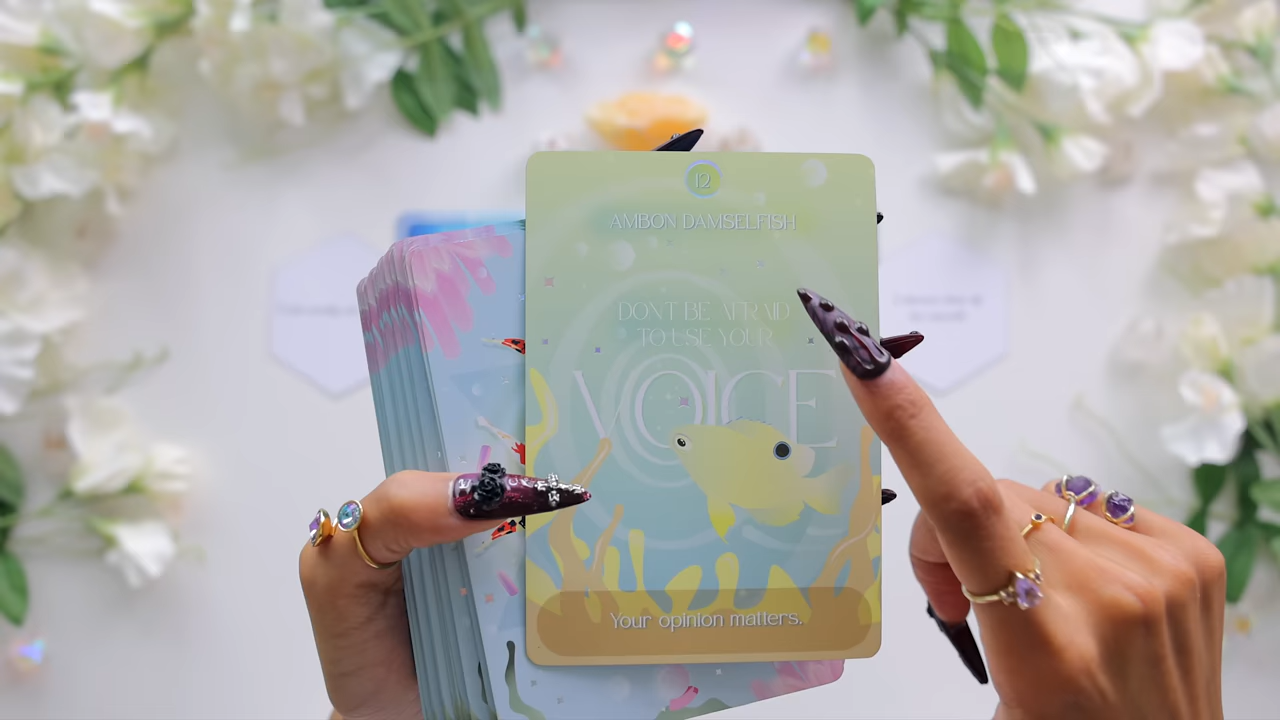 12
AMBON DAMSELFISH
DON'T BE AFRAID
TO USE YOUR
VOICE
Your opinion matters.